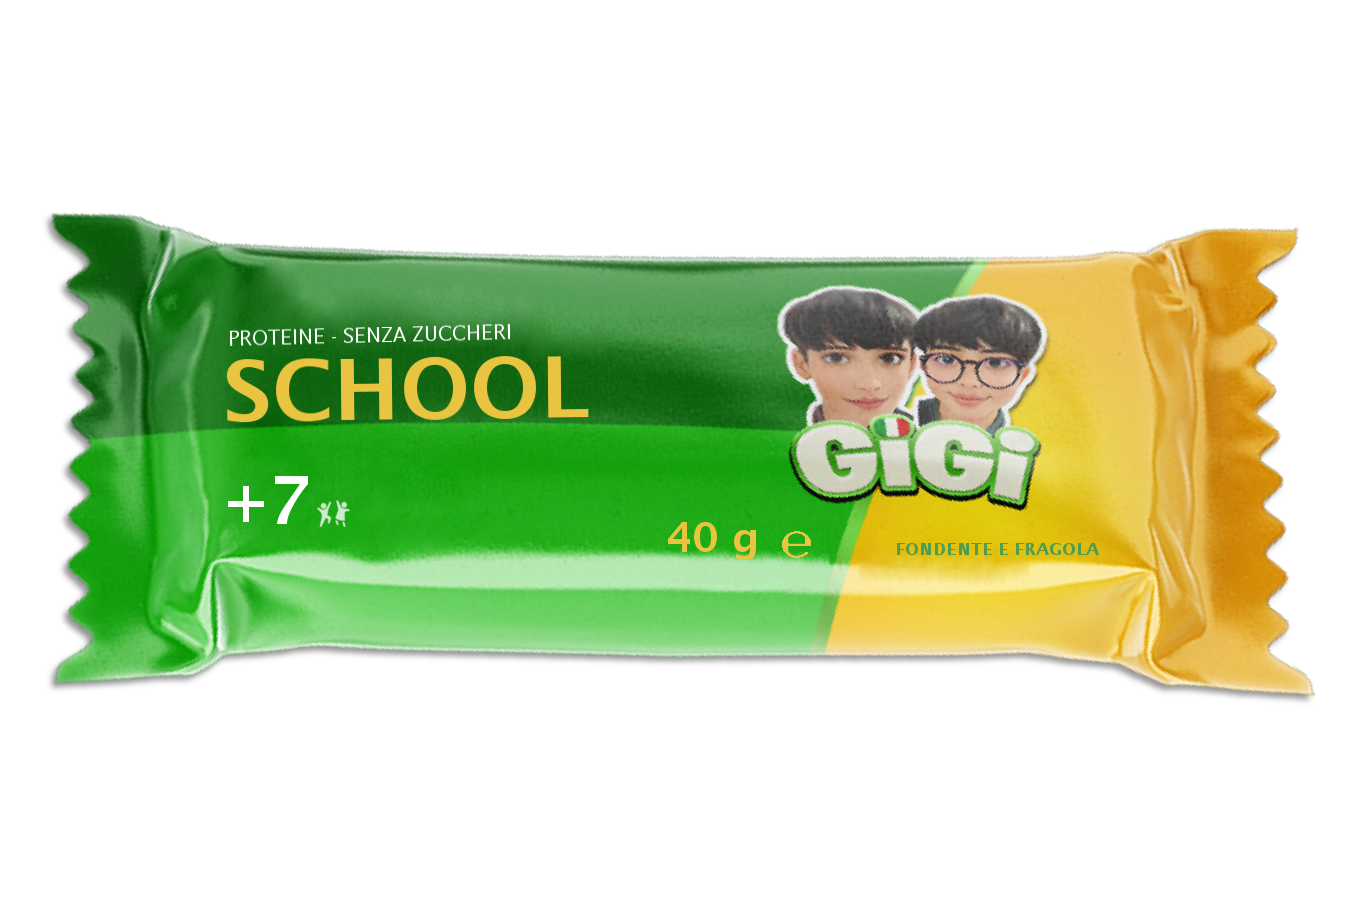 PROTEINE - SENZA ZUCCHERI
SCHOOL
GiGi
+7
40 g ℮
FONDENTE E FRAGOLA